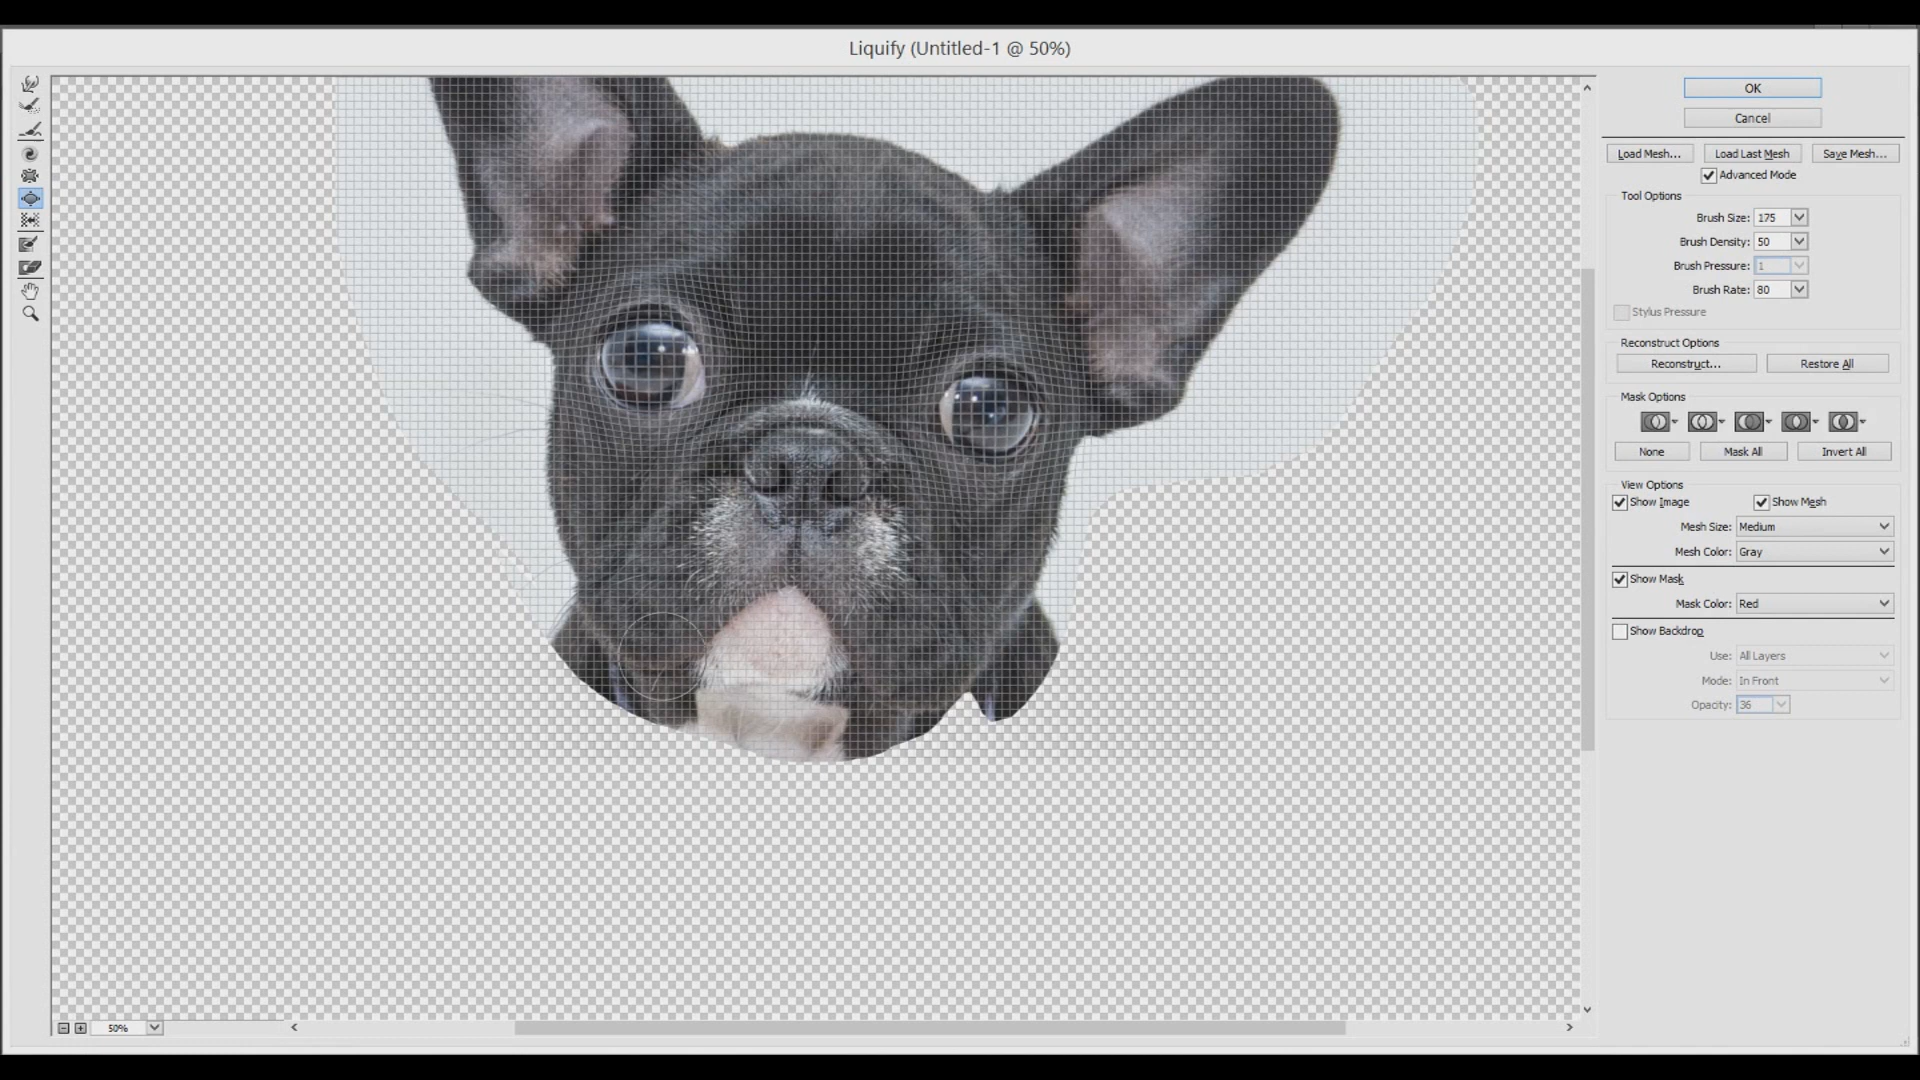 Liquify (Untitled-1 @ 50%)
OK
Cancel
Load Mesh... Load Last Mesh Save Mesh...
Advanced Mode
Tool Options
Brush Size: 175
Brush Density: 50
Brush Pressure: 1
Brush Rate: 80
Stylus Pressure
Reconstruct Options
Reconstruct... Restore All
Mask Options
None Mask All Invert All
View Options
Show Image Show Mesh
Mesh Size: Medium
Mesh Color: Gray
Show Mask
Mask Color: Red
Show Backdrop
Use: All Layers
Mode: In Front
Opacity: 36
50%